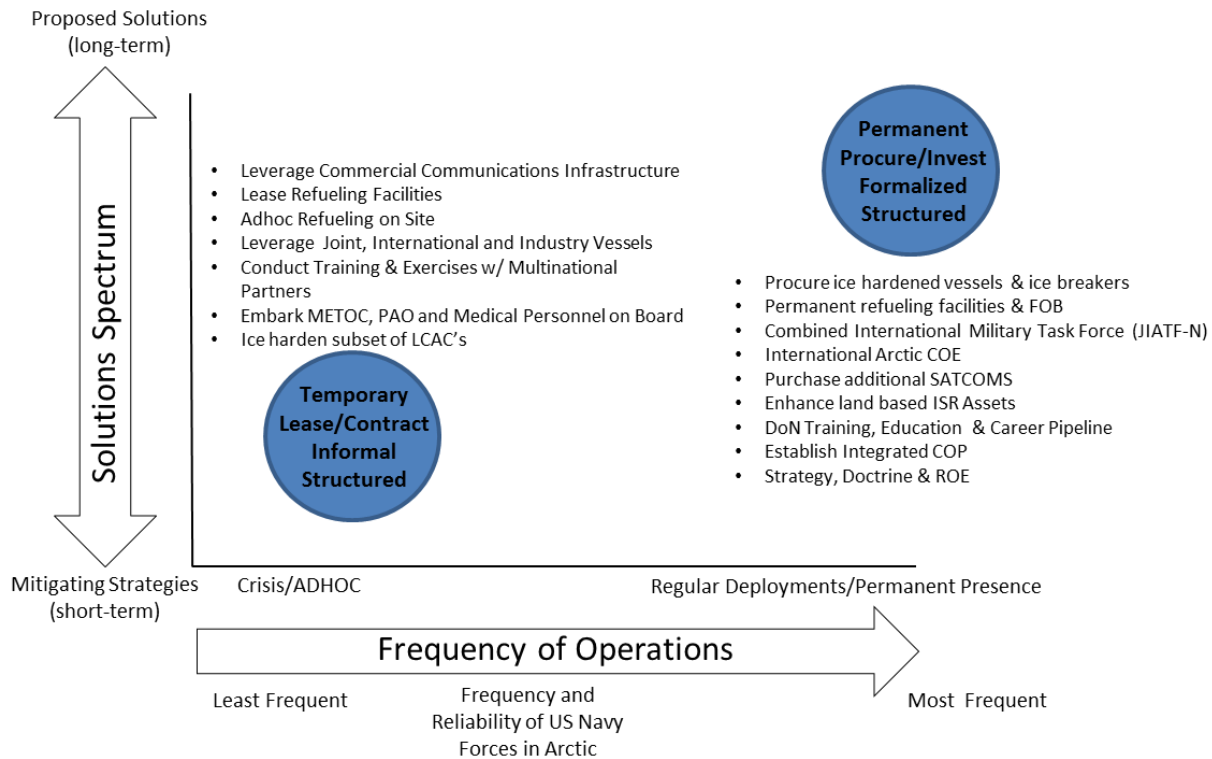 Proposed Solutions
(long-term)
Solutions Spectrum
Mitigating Strategies
(short-term)
• Leverage Commercial Communications Infrastructure
• Lease Refueling Facilities
• Adhoc Refueling on Site
• Leverage Joint, International and Industry Vessels
• Conduct Training & Exercises w/ Multinational
Partners
• Embark METOC, PAO and Medical Personnel on Board
• Ice harden subset of LCAC's
Temporary
Lease/Contract
Informal
Structured
Permanent
Procure/Invest
Formalized
Structured
• Procure ice hardened vessels & ice breakers
• Permanent refueling facilities & FOB
• Combined International Military Task Force (JIATF-N)
• International Arctic COE
• Purchase additional SATCOMS
• Enhance land based ISR Assets
• DoN Training, Education & Career Pipeline
• Establish Integrated COP
• Strategy, Doctrine & ROE
Crisis/ADHOC
Regular Deployments/Permanent Presence
Frequency of Operations
Least Frequent
Frequency and
Reliability of US Navy
Forces in Arctic
Most Frequent